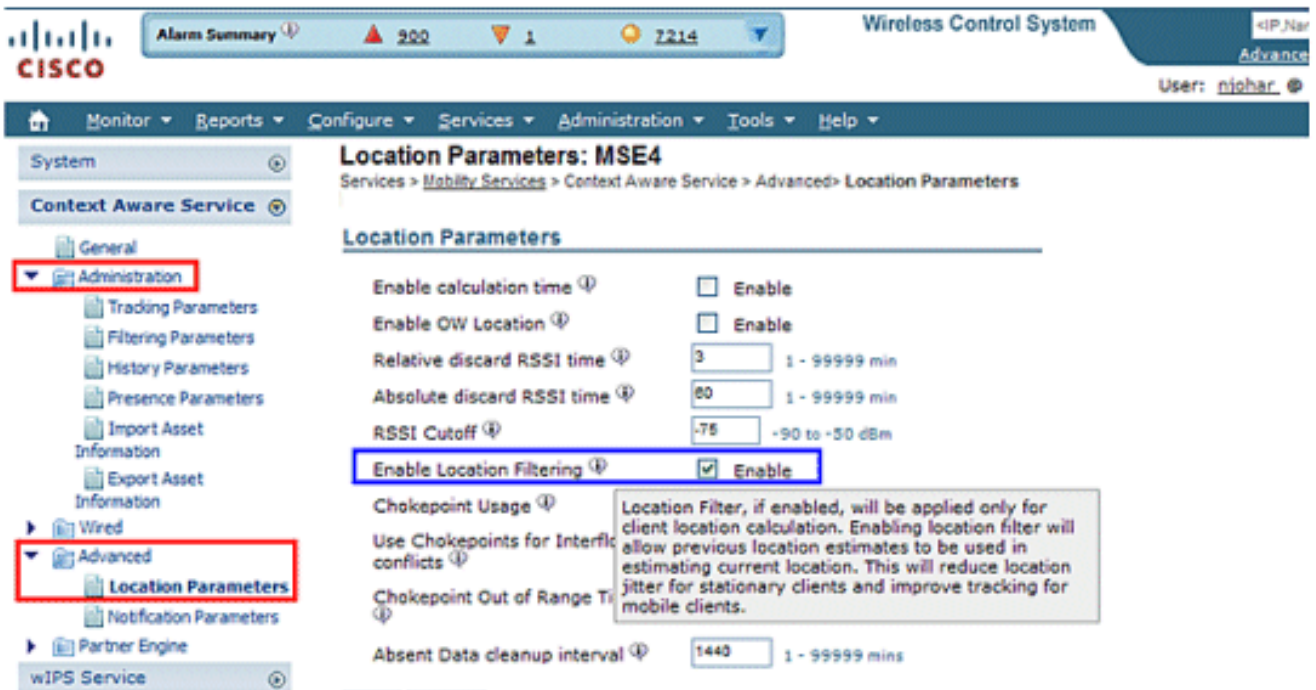 Alarm Summary 900 1 7214
Wireless Control System
<IP,Nar
Advance
CISCO
User: njohar
Monitor Reports Configure Services Administration Tools Help
System
Context Aware Service
General
Administration
Tracking Parameters
Filtering Parameters
History Parameters
Presence Parameters
Import Asset
Information
Export Asset
Information
Wired
Advanced
Location Parameters
Notification Parameters
Partner Engine
wIPS Service
Location Parameters: MSE4
Services > Mobility Services > Context Aware Service > Advanced> Location Parameters
Location Parameters
Enable calculation time Enable
Enable OW Location Enable
Relative discard RSSI time 3 1 - 99999 min
Absolute discard RSSI time 60 1 - 99999 min
RSSI Cutoff -75 -90 to -50 dBm
Enable Location Filtering Enable
Chokepoint Usage
Use Chokepoints for Interflo
conflicts
Chokepoint Out of Range Ti
Location Filter, if enabled, will be applied only for
client location calculation. Enabling location filter will
allow previous location estimates to be used in
estimating current location. This will reduce location
jitter for stationary clients and improve tracking for
mobile clients.
Absent Data cleanup interval 1440 1 - 99999 mins